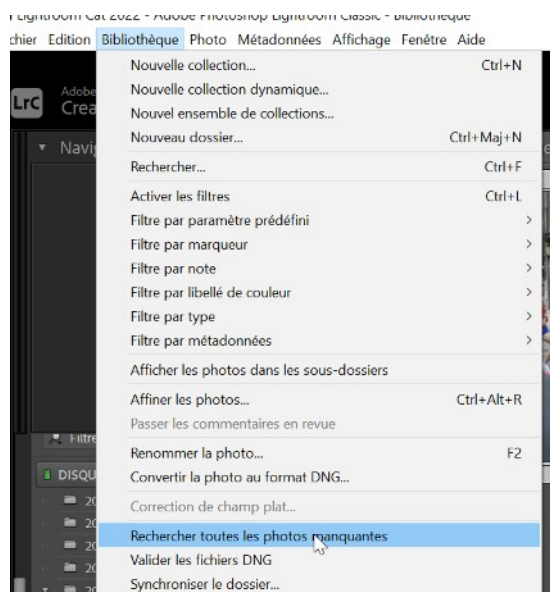 Lightroom Cat 2022 - Adobe Photoshop Lightroom Classic - Bibliothèque
chier Edition Bibliothèque Photo Métadonnées Affichage Fenêtre Aide
LrC
Adobe
Crea
Navig
Nouvelle collection... Ctrl+N
Nouvelle collection dynamique...
Nouvel ensemble de collections...
Nouveau dossier... Ctrl+Maj+N
Rechercher... Ctrl+F
Activer les filtres Ctrl+L
Filtre par paramètre prédéfini
Filtre par marqueur
Filtre par note
Filtre par libellé de couleur
Filtre par type
Filtre par métadonnées
Afficher les photos dans les sous-dossiers
Affiner les photos... Ctrl+Alt+R
Passer les commentaires en revue
Renommer la photo... F2
Convertir la photo au format DNG...
Correction de champ plat...
Rechercher toutes les photos manquantes
Valider les fichiers DNG
Synchroniser le dossier...
Filtre
DISQU
20
20
20
20
20